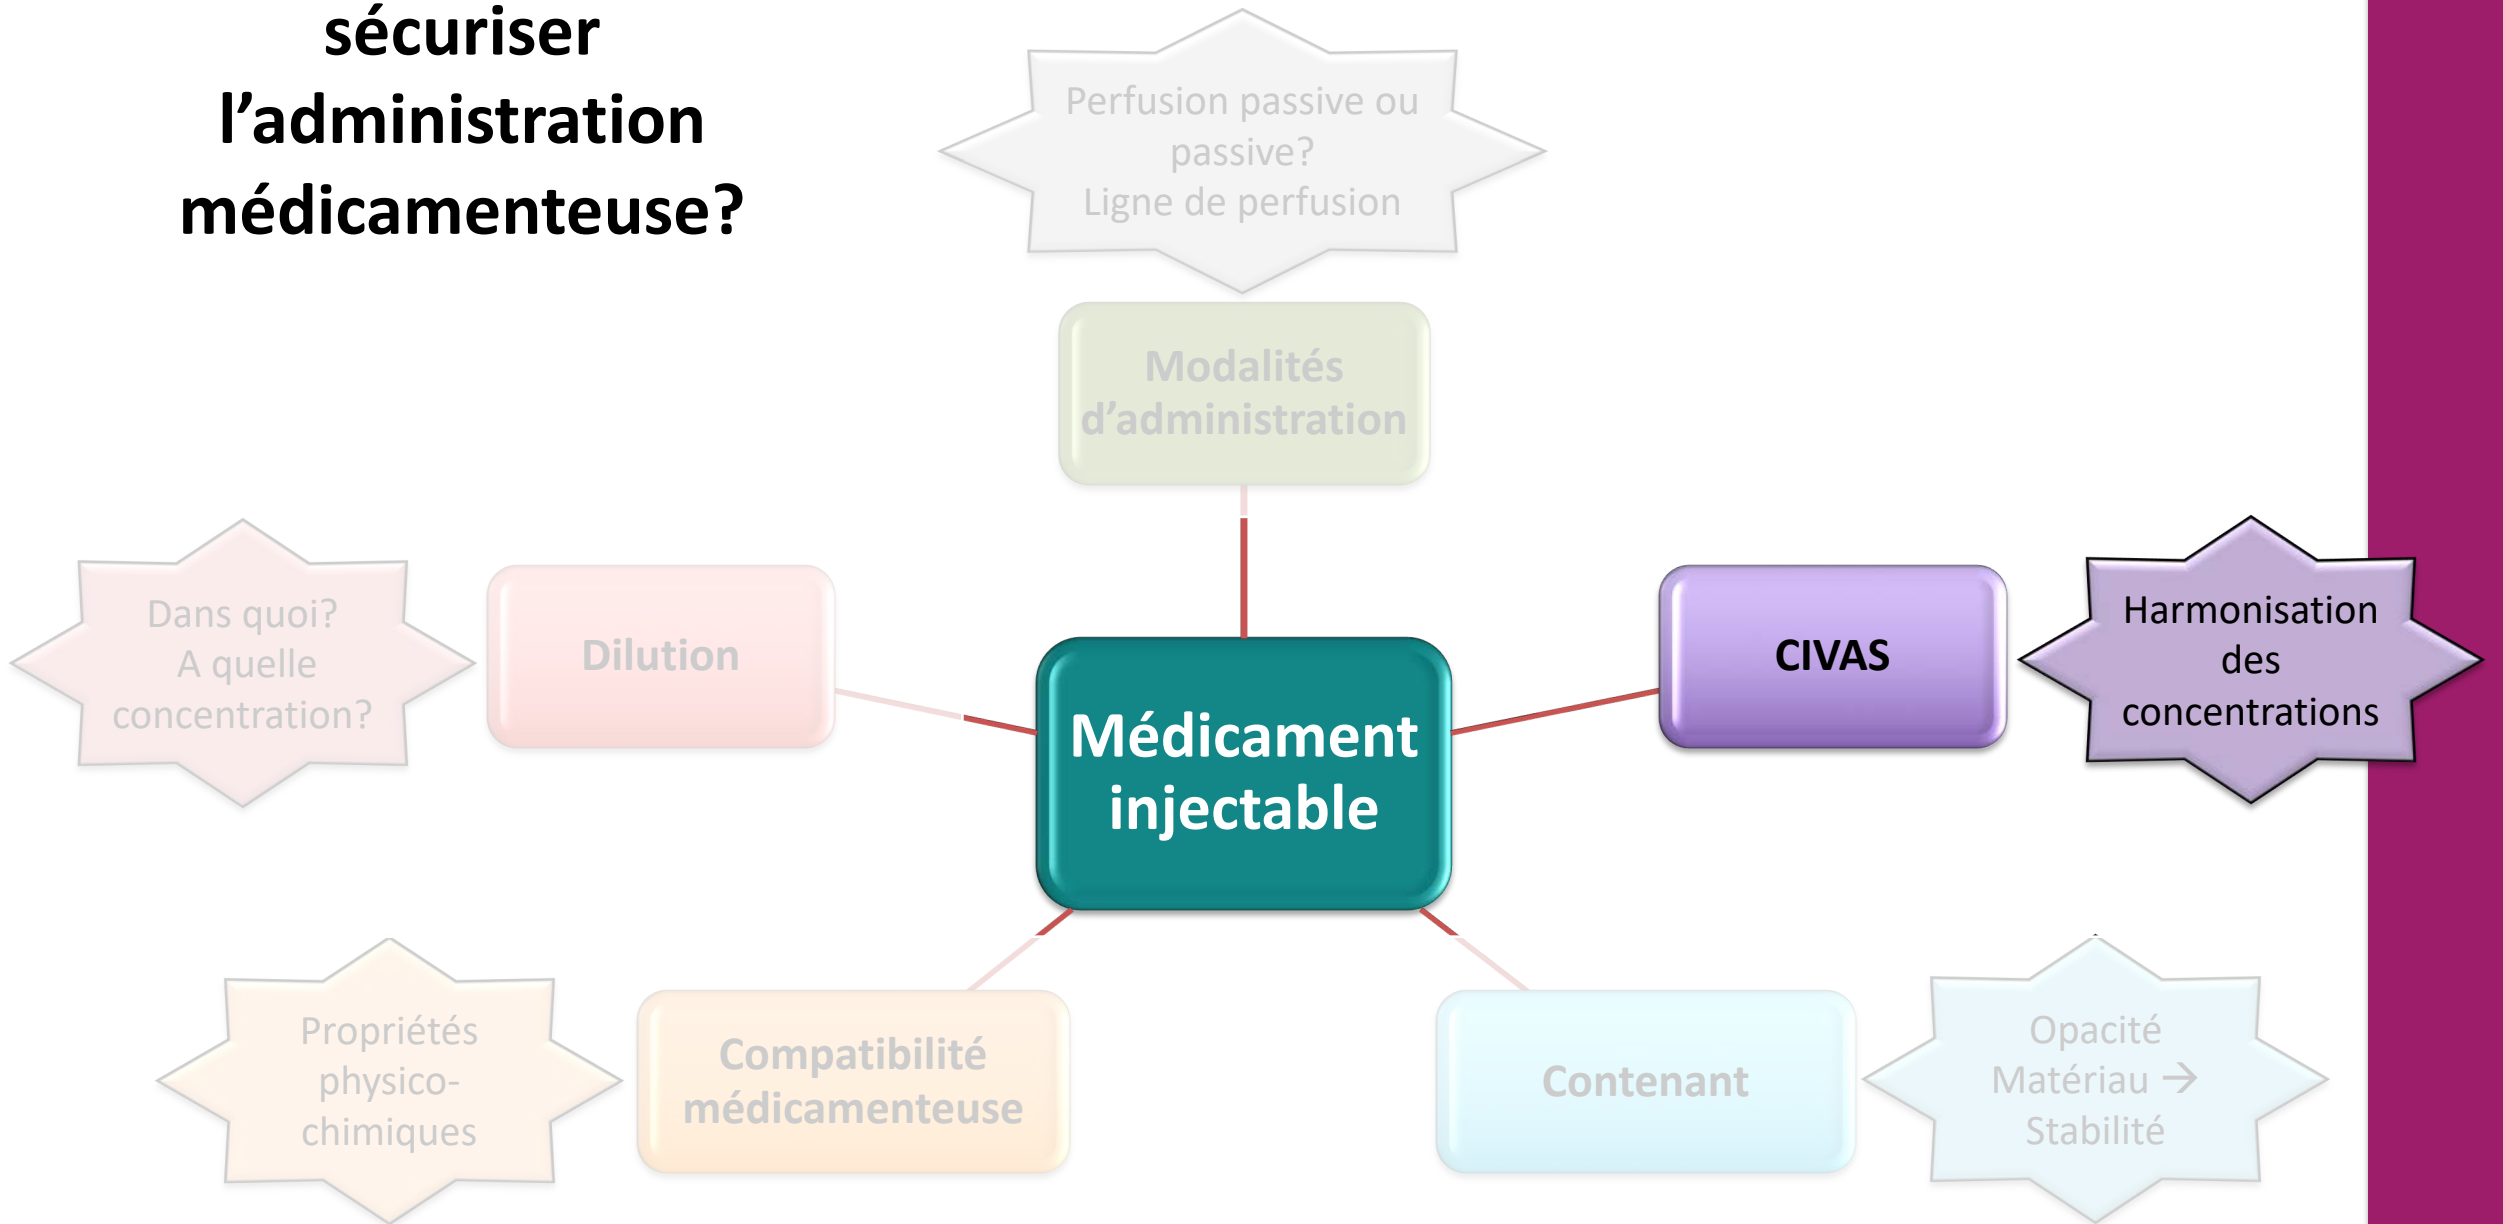 sécuriser
l’administration
médicamenteuse?
Perfusion passive ou
passive?
Ligne de perfusion
Modalités
d’administration
Dans quoi?
A quelle
concentration?
Dilution
CIVAS
Harmonisation
des
concentrations
Médicament
injectable
Propriétés
physico-
chimiques
Compatibilité
médicamenteuse
Contenant
Opacité
Matériau →
Stabilité